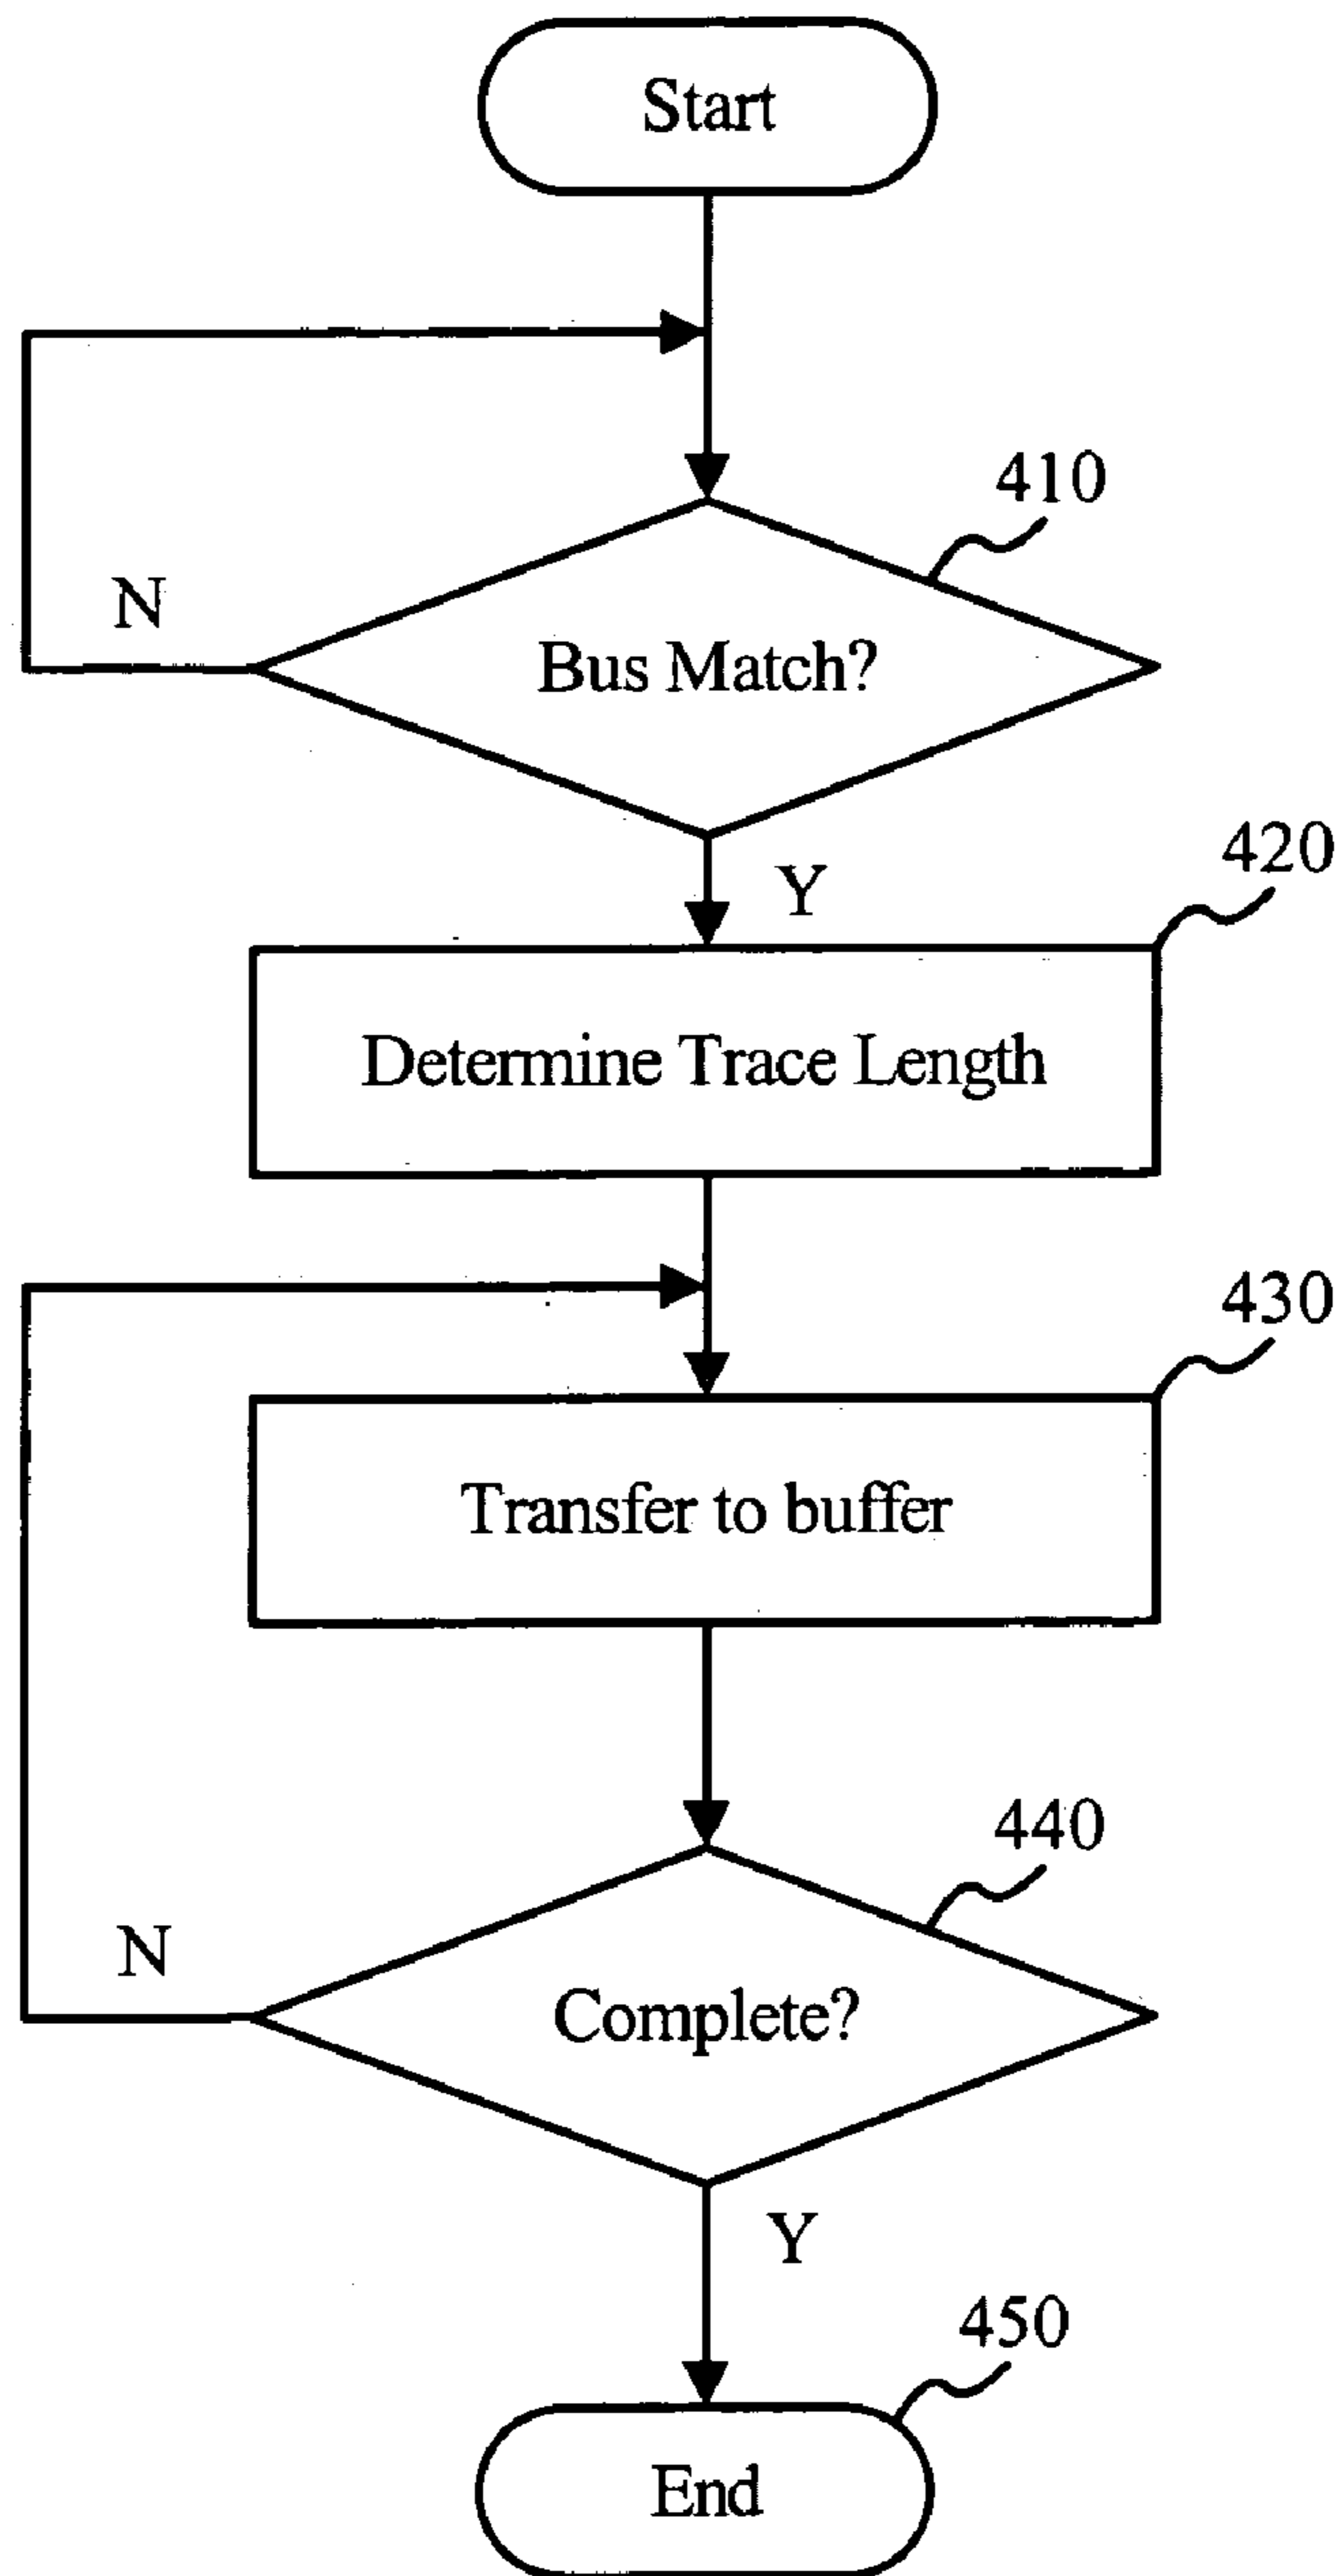 Start
410
N
Bus Match?
Y
420
Determine Trace Length
430
Transfer to buffer
440
N
Complete?
Y
450
End